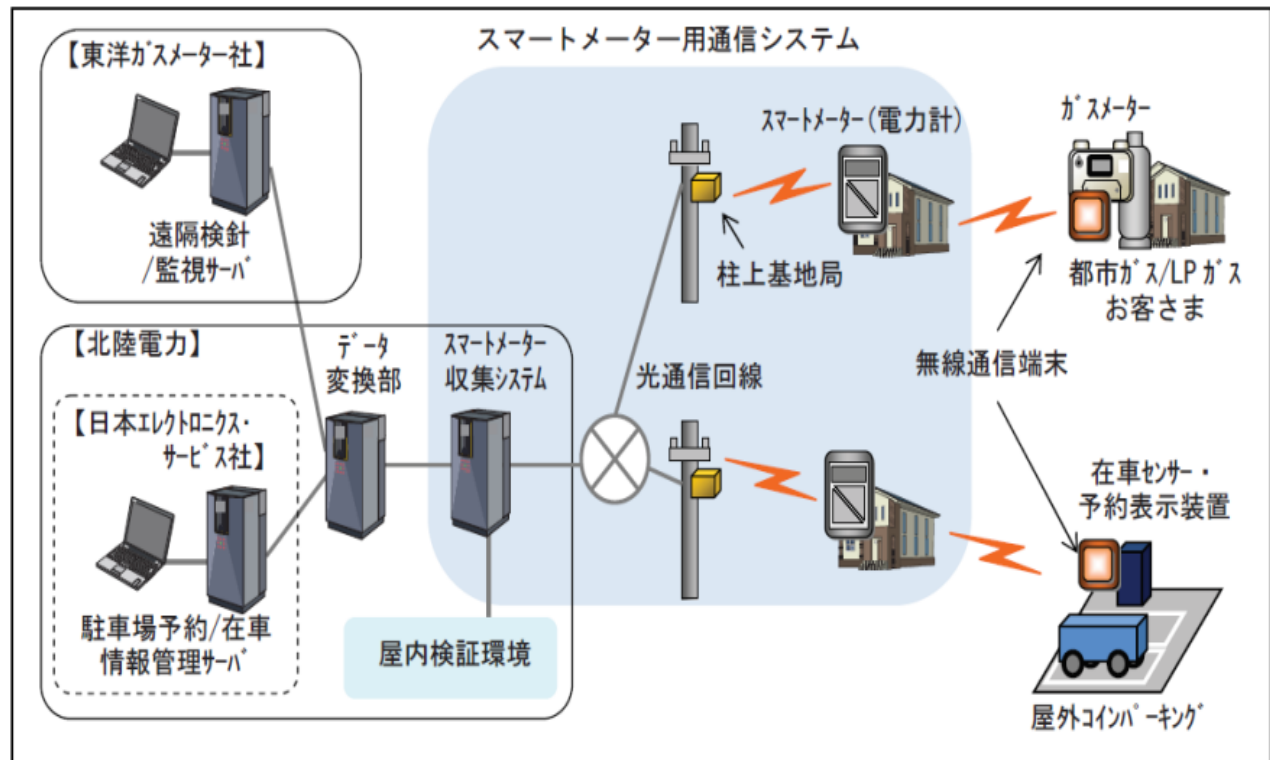 スマートメーター用通信システム
【東洋ｶﾞｽﾒｰﾀｰ社】
遠隔検針
/監視ｻｰﾊﾞ
ｽﾏｰﾄﾒｰﾀｰ(電力計)
ｶﾞｽﾒｰﾀｰ
柱上基地局
都市ｶﾞｽ/LPｶﾞｽ
お客さま
【北陸電力】
ﾃﾞｰﾀ
変換部
ｽﾏｰﾄﾒｰﾀｰ
収集ｼｽﾃﾑ
光通信回線
無線通信端末
【日本ｴﾚｸﾄﾛﾆｸｽ･
ｻｰﾋﾞｽ社】
駐車場予約/在車
情報管理ｻｰﾊﾞ
屋内検証環境
在車ｾﾝｻｰ・
予約表示装置
屋外ｺｲﾝﾊﾟｰｷﾝｸﾞ